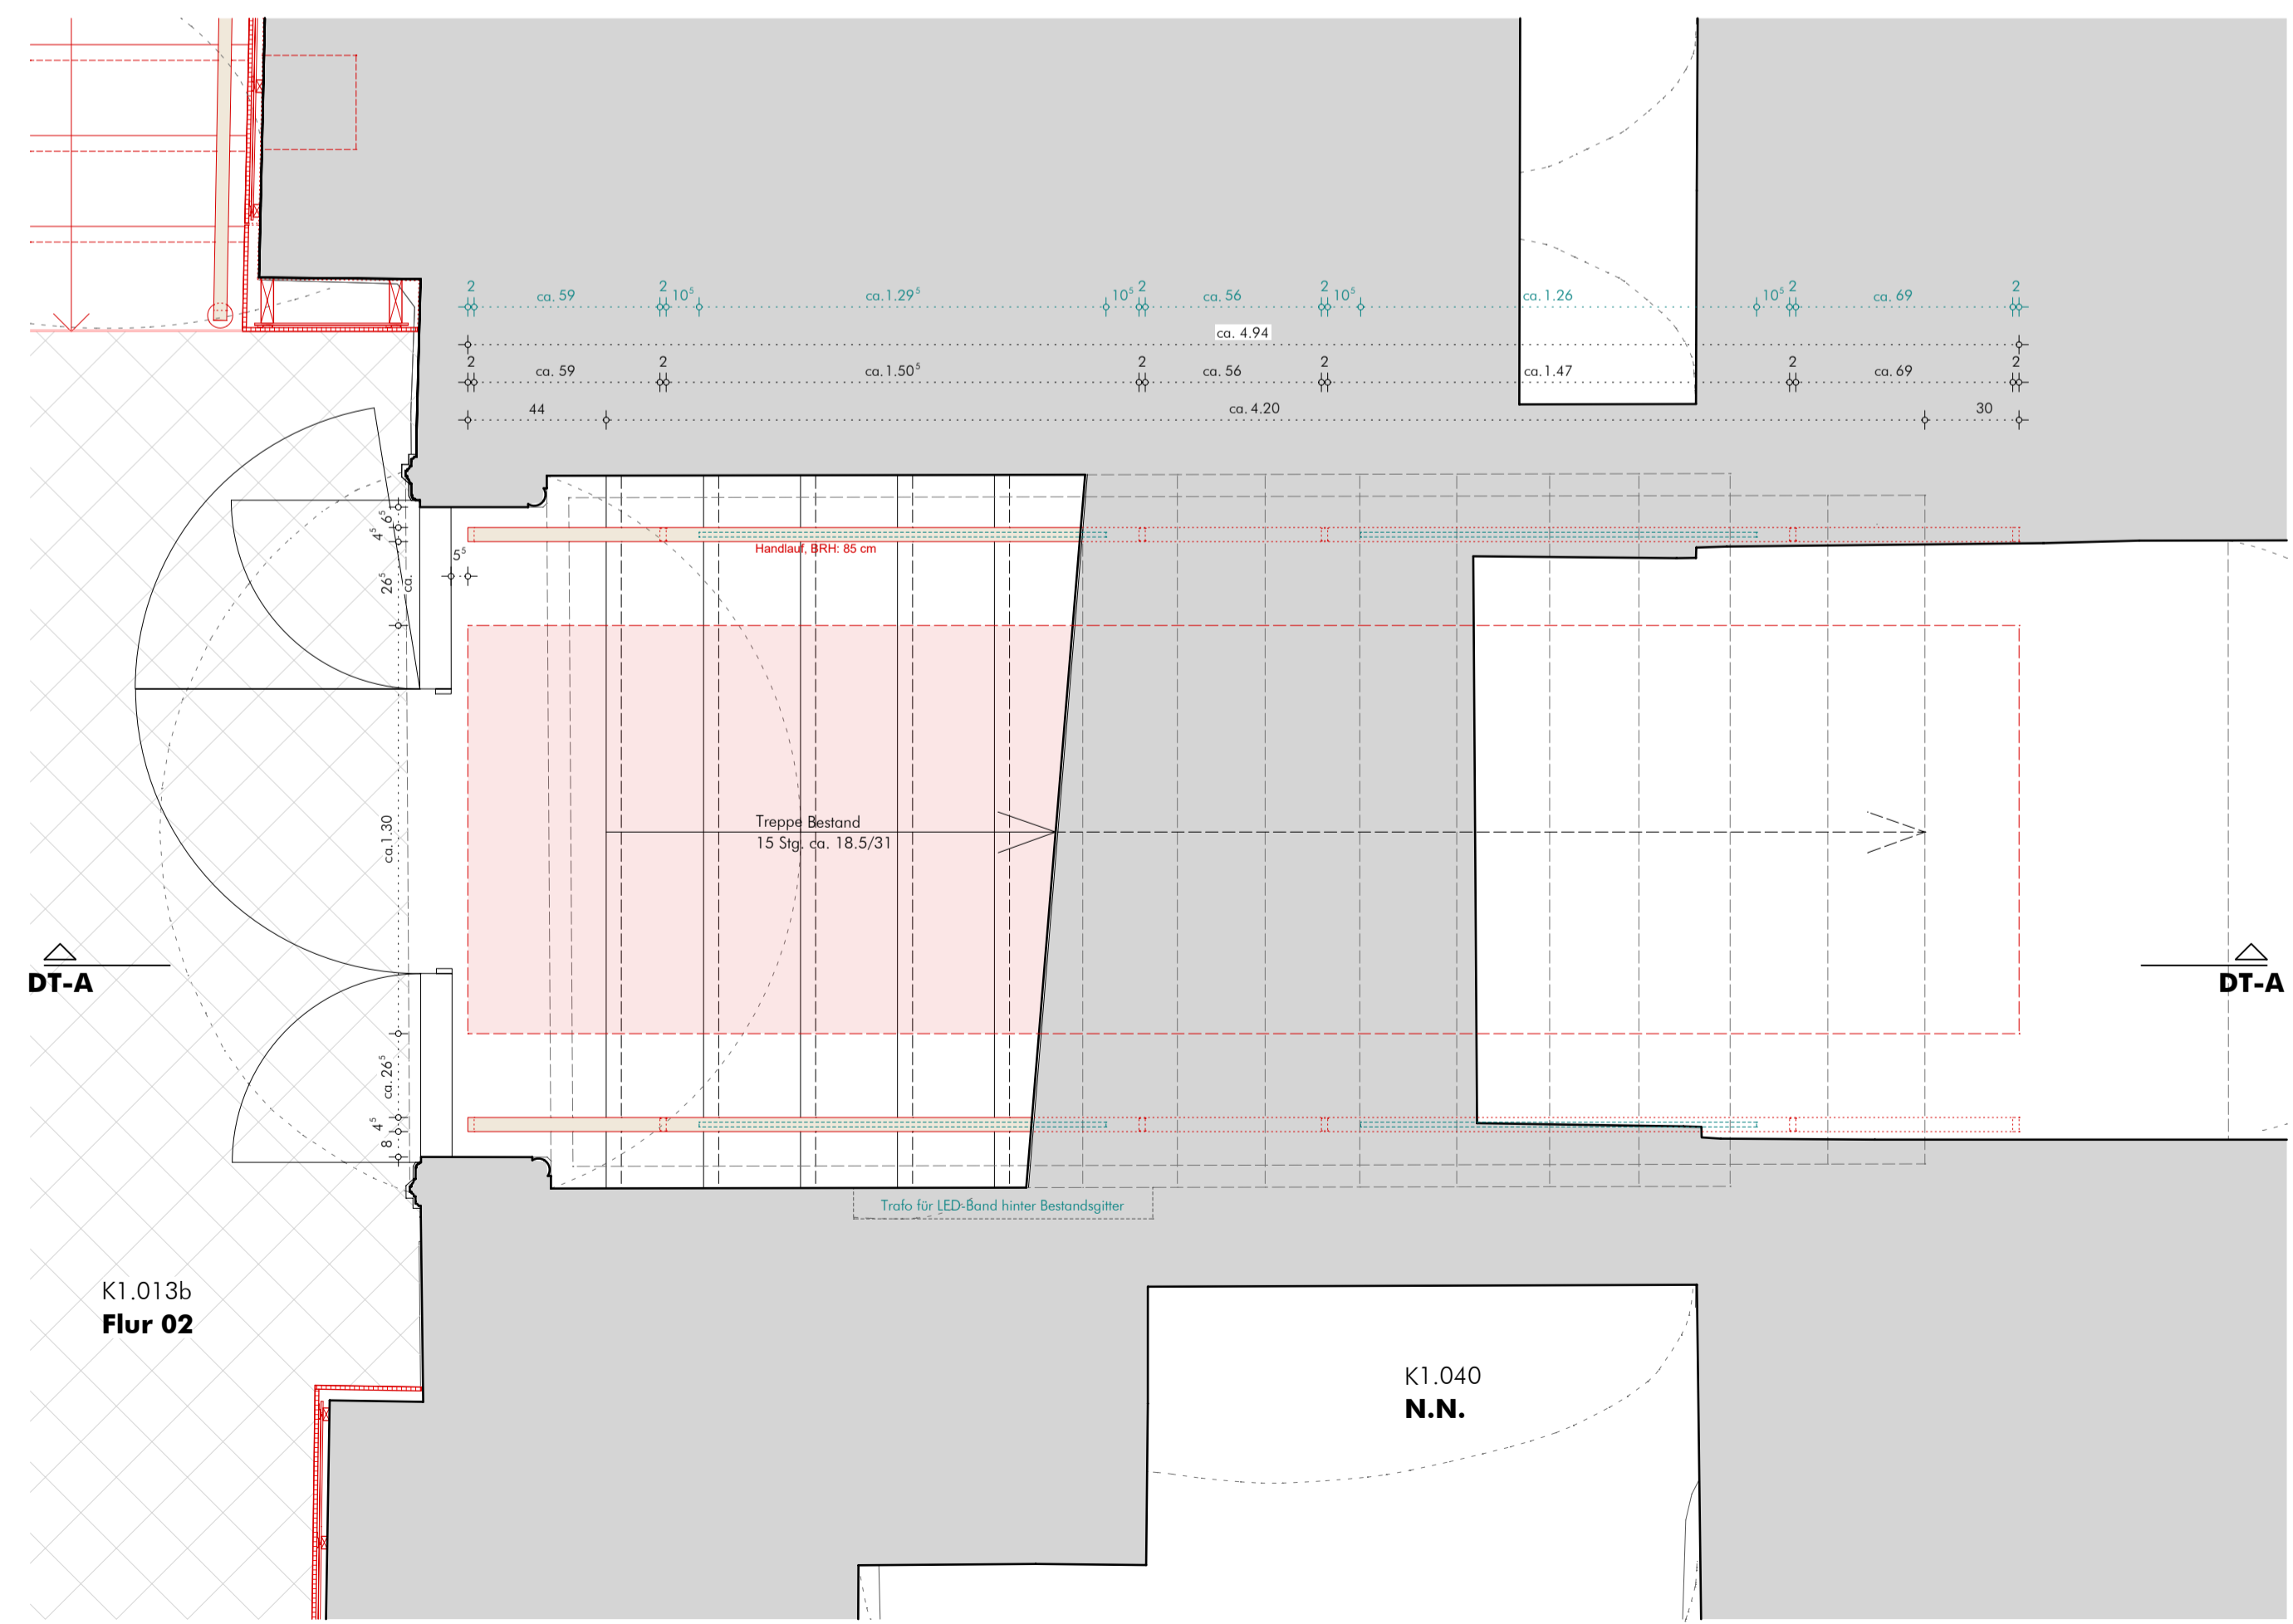 2 ca. 59 2 10⁵ ca.1.29⁵ 10⁵ 2 ca. 56 2 10⁵ ca. 1.26 10⁵ 2 ca. 69 2
ca. 4.94
2 ca. 59 2 ca.1.50⁵ 2 ca. 56 2 ca.1.47 2 ca. 69 2
44 ca. 4.20 30
6⁵
4⁵
Handlauf, BRH: 85 cm
5⁵
26⁵
ca.
Treppe Bestand
15 Stg. ca. 18.5/31
ca.1.30
DT-A
DT-A
ca. 26⁵
4⁵
8
Trafo für LED-Band hinter Bestandsgitter
K1.013b
Flur 02
K1.040
N.N.